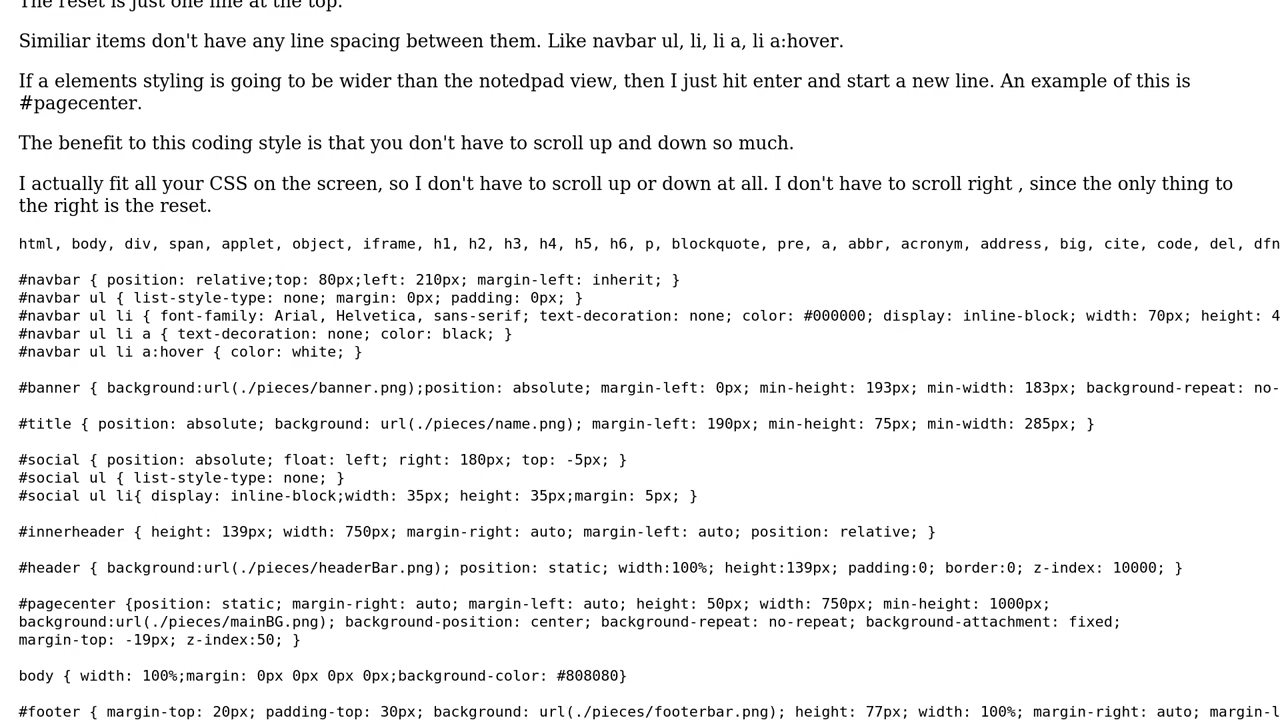 The reset is just one line at the top.
Similiar items don't have any line spacing between them. Like navbar ul, li, li a, li a:hover.
If a elements styling is going to be wider than the notedpad view, then I just hit enter and start a new line. An example of this is
#pagecenter.
The benefit to this coding style is that you don't have to scroll up and down so much.
I actually fit all your CSS on the screen, so I don't have to scroll up or down at all. I don't have to scroll right , since the only thing to
the right is the reset.
html, body, div, span, applet, object, iframe, h1, h2, h3, h4, h5, h6, p, blockquote, pre, a, abbr, acronym, address, big, cite, code, del, dfn
#navbar { position: relative;top: 80px;left: 210px; margin-left: inherit; }
#navbar ul { list-style-type: none; margin: 0px; padding: 0px; }
#navbar ul li { font-family: Arial, Helvetica, sans-serif; text-decoration: none; color: #000000; display: inline-block; width: 70px; height: 4
#navbar ul li a { text-decoration: none; color: black; }
#navbar ul li a:hover { color: white; }
#banner { background:url(./pieces/banner.png);position: absolute; margin-left: 0px; min-height: 193px; min-width: 183px; background-repeat: no-
#title { position: absolute; background: url(./pieces/name.png); margin-left: 190px; min-height: 75px; min-width: 285px; }
#social { position: absolute; float: left; right: 180px; top: -5px; }
#social ul { list-style-type: none; }
#social ul li{ display: inline-block;width: 35px; height: 35px;margin: 5px; }
#innerheader { height: 139px; width: 750px; margin-right: auto; margin-left: auto; position: relative; }
#header { background:url(./pieces/headerBar.png); position: static; width:100%; height:139px; padding:0; border:0; z-index: 10000; }
#pagecenter {position: static; margin-right: auto; margin-left: auto; height: 50px; width: 750px; min-height: 1000px;
background:url(./pieces/mainBG.png); background-position: center; background-repeat: no-repeat; background-attachment: fixed;
margin-top: -19px; z-index:50; }
body { width: 100%;margin: 0px 0px 0px 0px;background-color: #808080}
#footer { margin-top: 20px; padding-top: 30px; background: url(./pieces/footerbar.png); height: 77px; width: 100%; margin-right: auto; margin-l